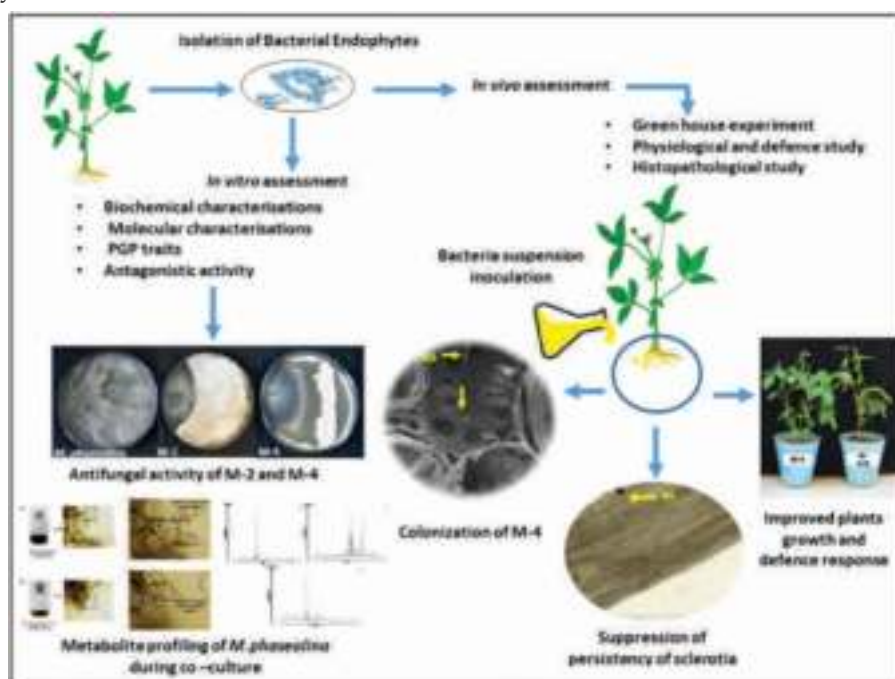 Isolation of Bacterial Endophytes
In vivo assessment
• Green house experiment
• Physiological and defence study
• Histopathological study
In vitro assessment
• Biochemical characterisations
• Molecular characterisations
• PGP traits
• Antagonistic activity
Bacteria suspension
inoculation
Antifungal activity of M-2 and M-4
Colonization of M-4
Improved plants
growth and
defence response
Metabolite profiling of M.phaseolina
during co –culture
Suppression of
persistency of sclerotia